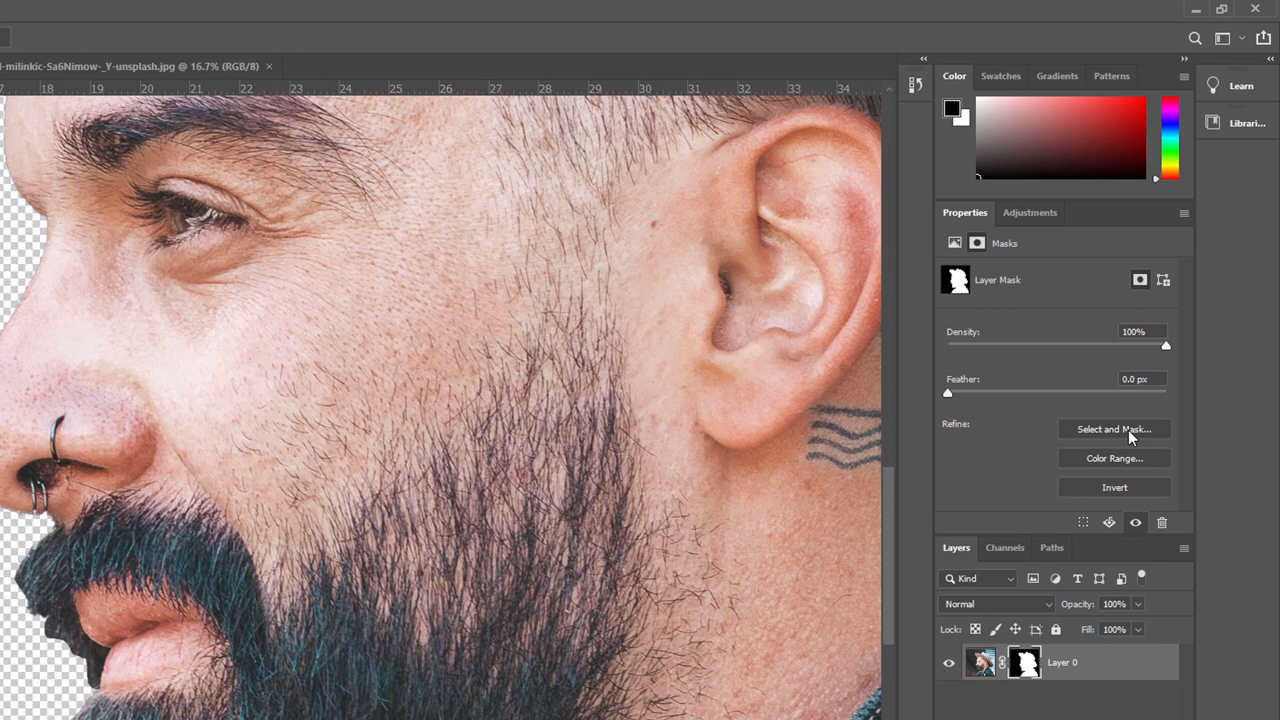 -milinkic-Sa6Nimow-_Y-unsplash.jpg @ 16.7% (RGB/8) ×
17 18 19 20 21 22 23 24 25 26 27 28 29 30 31 32 33 34
Color Swatches Gradients Patterns
Learn
Librari...
Properties Adjustments
Masks
Layer Mask
Density: 100%
Feather: 0.0 px
Refine:
Select and Mask...
Color Range...
Invert
Layers Channels Paths
Kind
Normal Opacity: 100%
Lock: Fill: 100%
Layer 0